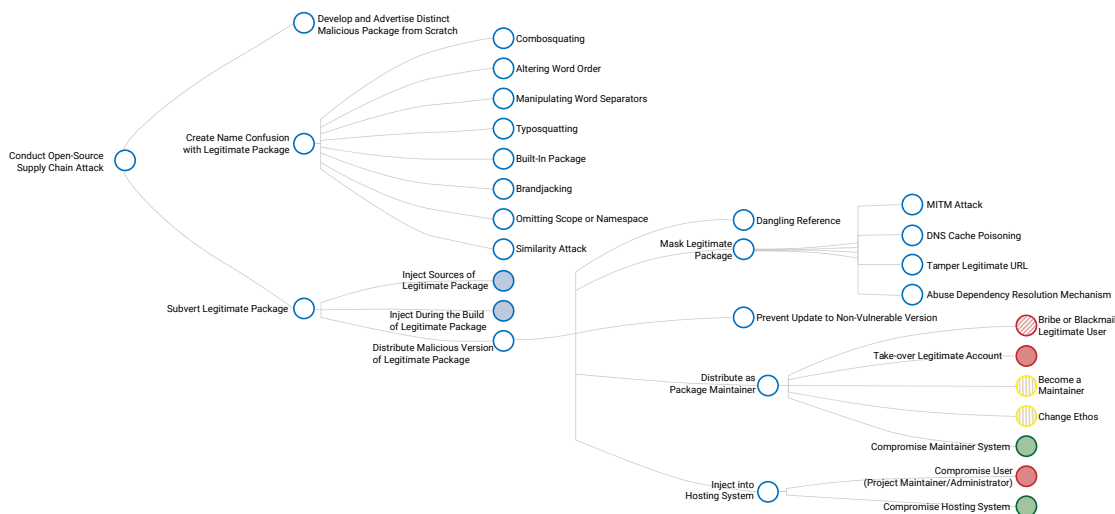 Conduct Open-Source
Supply Chain Attack
Develop and Advertise Distinct
Malicious Package from Scratch
Create Name Confusion
with Legitimate Package
Combosquating
Altering Word Order
Manipulating Word Separators
Typosquatting
Built-In Package
Brandjacking
Omitting Scope or Namespace
Similarity Attack
Subvert Legitimate Package
Inject Sources of
Legitimate Package
Inject During the Build
of Legitimate Package
Distribute Malicious Version
of Legitimate Package
Dangling Reference
Mask Legitimate
Package
MITM Attack
DNS Cache Poisoning
Tamper Legitimate URL
Abuse Dependency Resolution Mechanism
Prevent Update to Non-Vulnerable Version
Distribute as
Package Maintainer
Bribe or Blackmail
Legitimate User
Take-over Legitimate Account
Become a
Maintainer
Change Ethos
Compromise Maintainer System
Inject into
Hosting System
Compromise User
(Project Maintainer/Administrator)
Compromise Hosting System